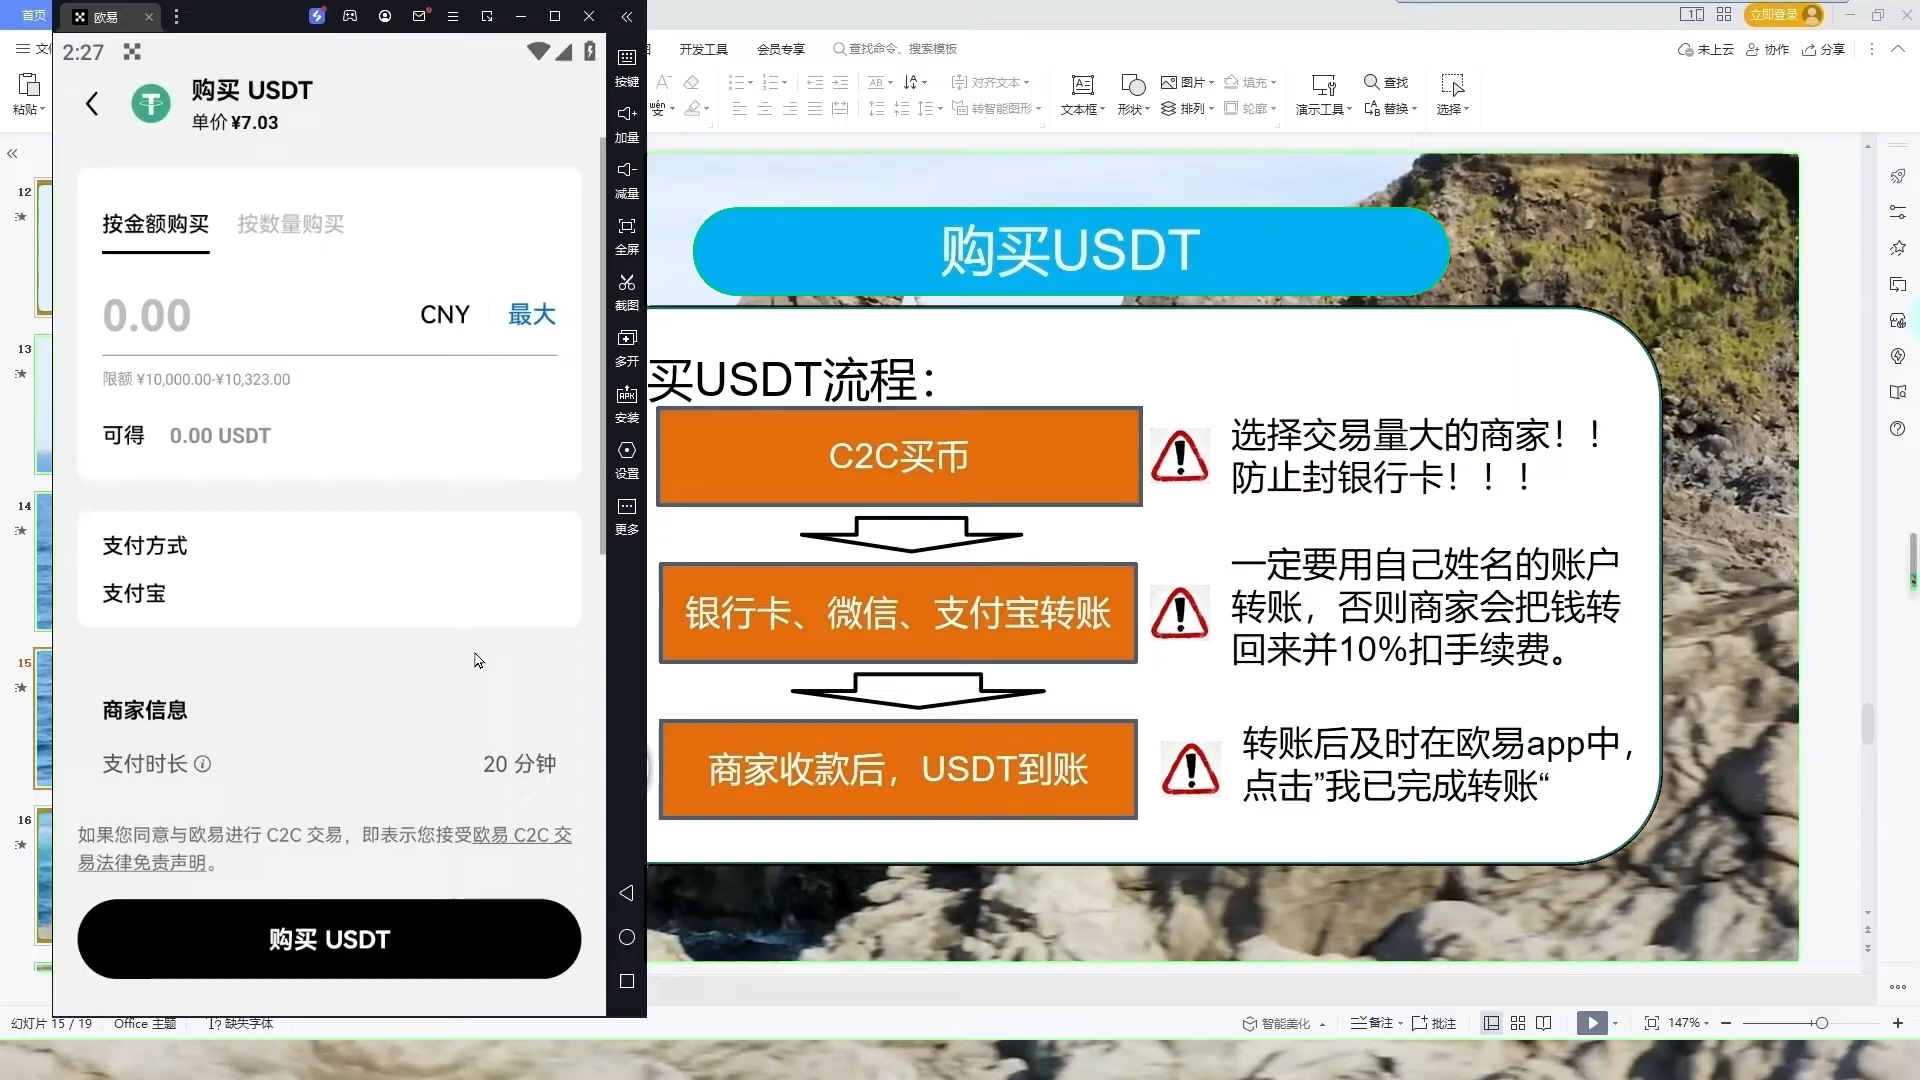 首页
欧易
2:27
购买 USDT
单价 ¥7.03
按金额购买
按数量购买
0.00
CNY
最大
限额 ¥10,000.00-¥10,323.00
可得
0.00 USDT
支付方式
支付宝
商家信息
支付时长
20 分钟
如果您同意与欧易进行 C2C 交易，即表示您接受欧易 C2C 交
易法律免责声明。
购买 USDT
按键
加量
减量
全屏
截图
多开
APK
安装
设置
更多
粘贴
12
13
14
15
16
立即登录
开发工具
会员专享
查找命令、搜索模板
未上云
协作
分享
对齐文本
转智能图形
文本框
形状
图片
排列
填充
轮廓
演示工具
查找
替换
选择
购买USDT
买USDT流程：
C2C买币
选择交易量大的商家！！
防止封银行卡！！！
银行卡、微信、支付宝转账
一定要用自己姓名的账户
转账，否则商家会把钱转
回来并10%扣手续费。
商家收款后，USDT到账
转账后及时在欧易app中，
点击”我已完成转账“
幻灯片 15 / 19
Office 主题
缺失字体
智能美化
备注
批注
147%